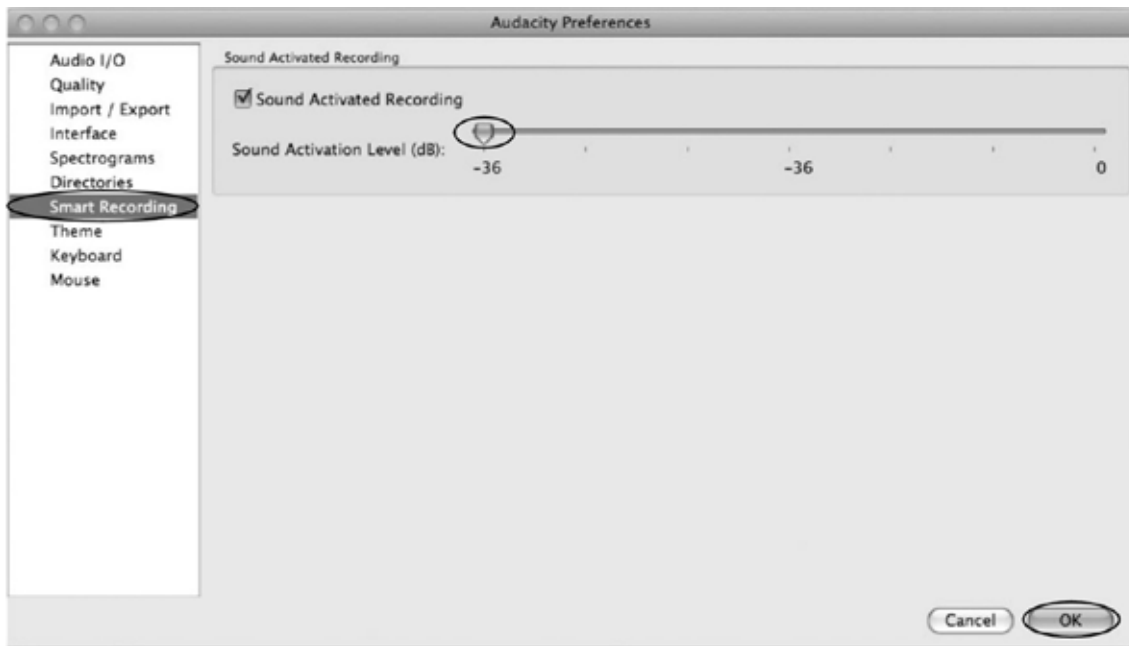 Audacity Preferences
Audio I/O
Quality
Import / Export
Interface
Spectrograms
Directories
Smart Recording
Theme
Keyboard
Mouse
Sound Activated Recording
Sound Activated Recording
Sound Activation Level (dB):
-36 -36 0
Cancel OK